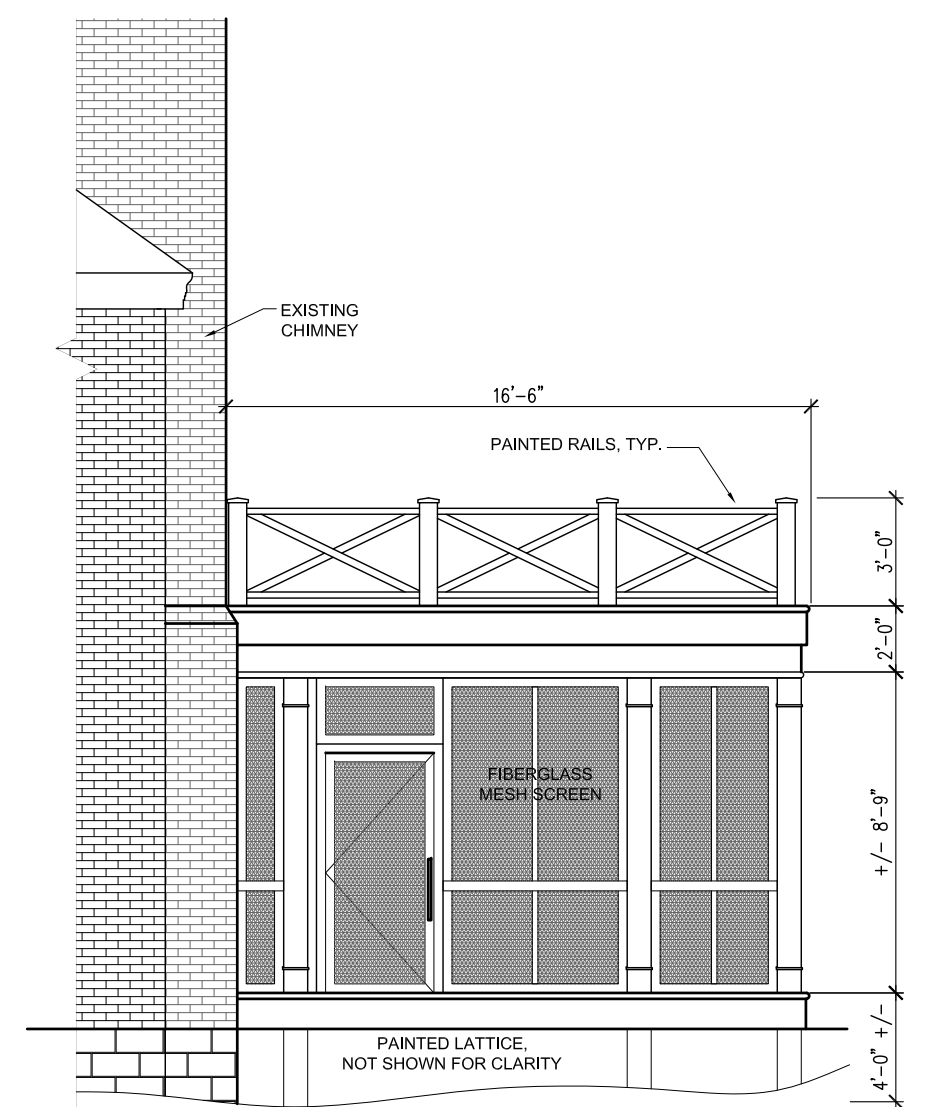 EXISTING
CHIMNEY
16'-6"
PAINTED RAILS, TYP.
3'-0"
2'-0"
FIBERGLASS
MESH SCREEN
+/- 8'-9"
PAINTED LATTICE,
NOT SHOWN FOR CLARITY
4'-0" +/-